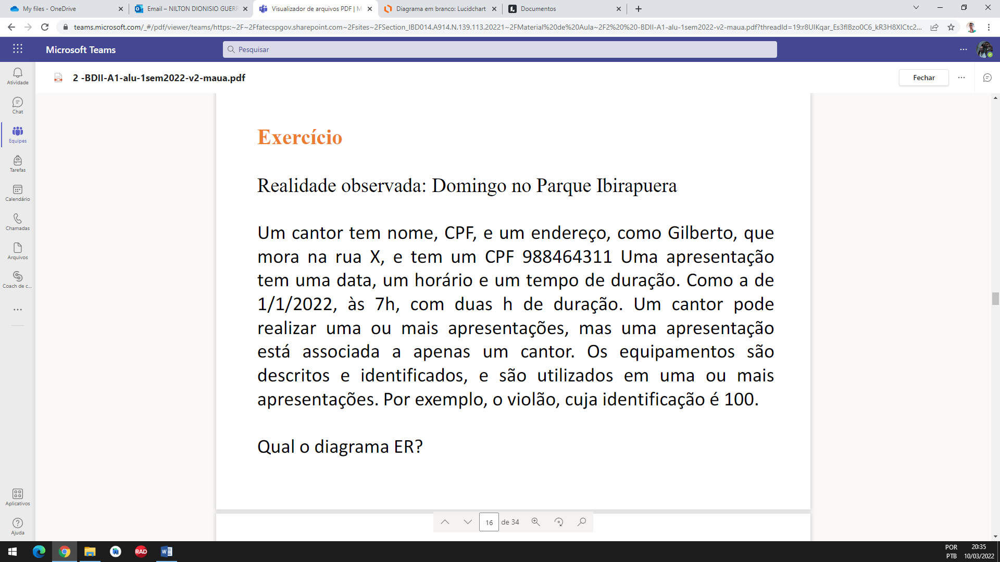 My files - OneDrive
Email – NILTON DIONISIO GUERR
Visualizador de arquivos PDF | M
Diagrama em branco: Lucidchart
Documentos
teams.microsoft.com/_#/pdf/viewer/teams/https:~2F~2Ffatecspgov.sharepoint.com~2Fsites~2FSection_IBD014.A914.N.139.113.20221~2FMaterial%20de%20Aula~2F2%20%20-BDII-A1-alu-1sem2022-v2-maua.pdf?threadId=19:r8UIKqar_Es3fIBzo0C6_kR3H8XlCtc2...
Microsoft Teams
Pesquisar
2 -BDII-A1-alu-1sem2022-v2-maua.pdf
Fechar
Atividade
Chat
Equipes
Tarefas
Calendário
Chamadas
Arquivos
Coach de c...
Aplicativos
Ajuda
Exercício
Realidade observada: Domingo no Parque Ibirapuera
Um cantor tem nome, CPF, e um endereço, como Gilberto, que
mora na rua X, e tem um CPF 988464311 Uma apresentação
tem uma data, um horário e um tempo de duração. Como a de
1/1/2022, às 7h, com duas h de duração. Um cantor pode
realizar uma ou mais apresentações, mas uma apresentação
está associada a apenas um cantor. Os equipamentos são
descritos e identificados, e são utilizados em uma ou mais
apresentações. Por exemplo, o violão, cuja identificação é 100.
Qual o diagrama ER?
16 de 34
RAD
POR
PTB
20:35
10/03/2022